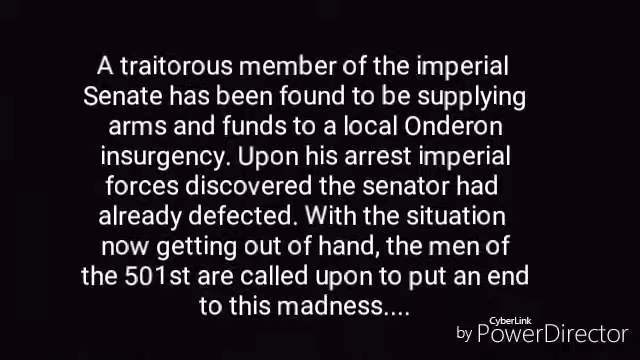 A traitorous member of the imperial
Senate has been found to be supplying
arms and funds to a local Onderon
insurgency. Upon his arrest imperial
forces discovered the senator had
already defected. With the situation
now getting out of hand, the men of
the 501st are called upon to put an end
to this madness....
CyberLink
by PowerDirector